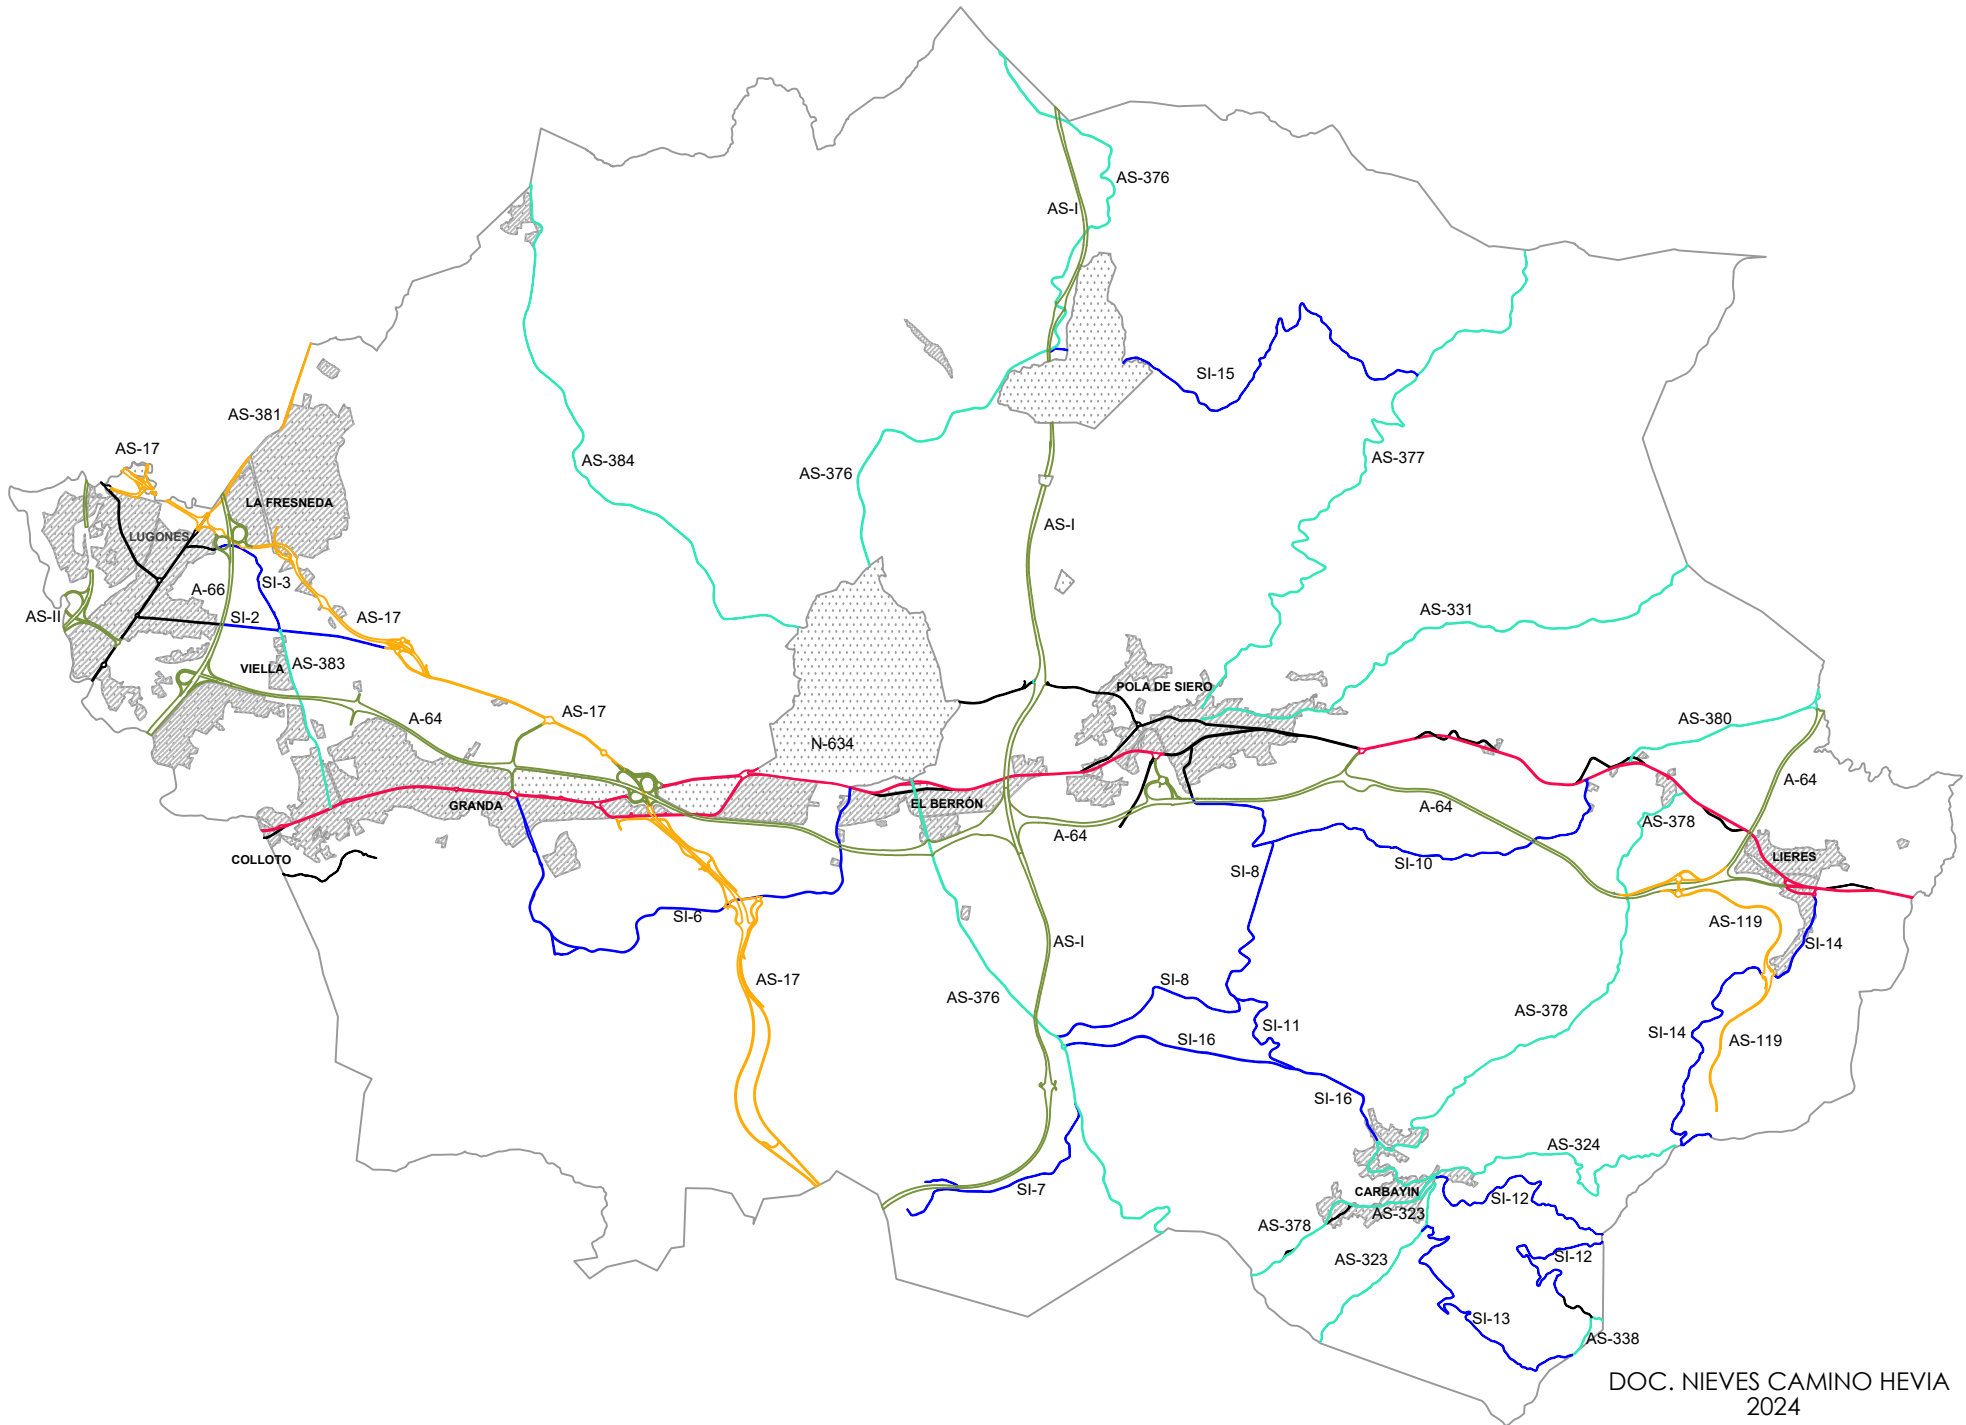 AS-376
AS-I
SI-15
AS-381
AS-17
AS-384
AS-376
AS-377
LA FRESNEDA
LUGONES
AS-I
SI-3
A-66
AS-II
SI-2
AS-17
AS-331
VIELLA
AS-383
POLA DE SIERO
A-64
AS-17
AS-380
N-634
GRANDA
EL BERRÓN
A-64
A-64
A-64
AS-378
COLLOTO
LIERES
SI-10
SI-8
SI-6
AS-119
AS-I
SI-14
AS-17
SI-8
AS-376
AS-378
SI-11
SI-16
SI-14
AS-119
SI-16
AS-324
SI-7
CARBAYIN
SI-12
AS-323
AS-378
AS-323
SI-12
SI-13
AS-338
DOC. NIEVES CAMINO HEVIA
2024